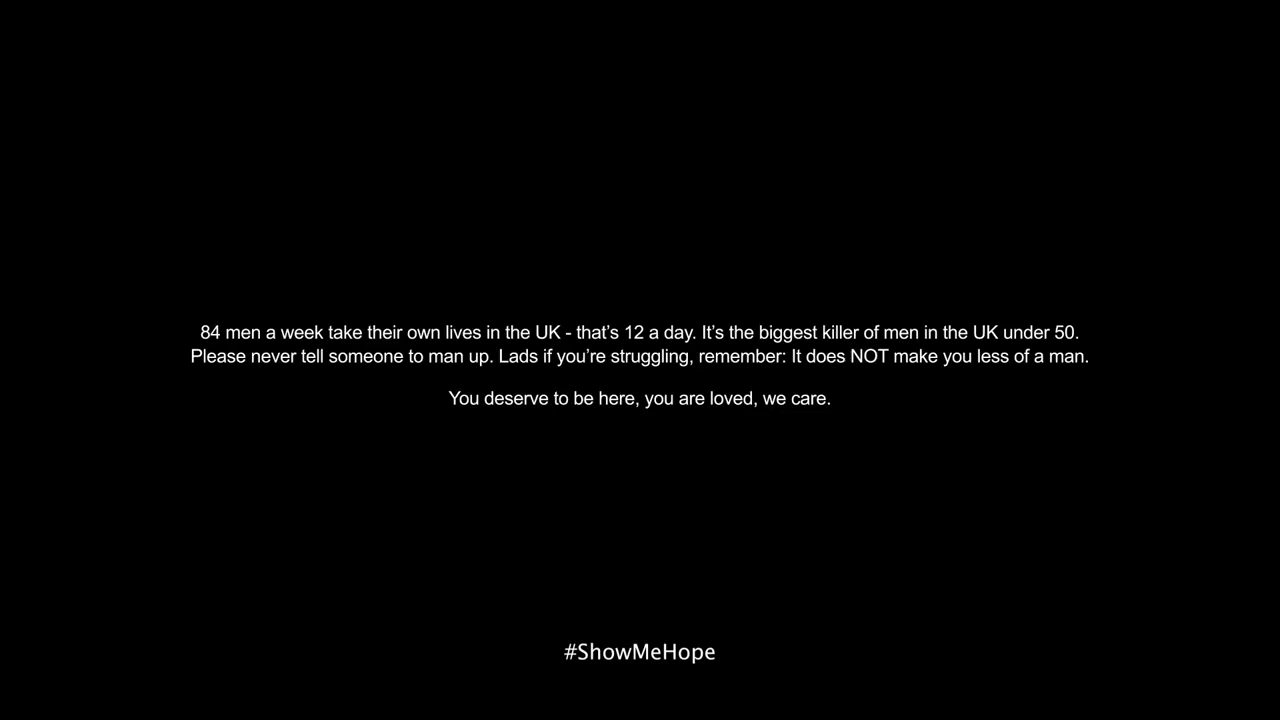 84 men a week take their own lives in the UK - that’s 12 a day. It’s the biggest killer of men in the UK under 50.
Please never tell someone to man up. Lads if you’re struggling, remember: It does NOT make you less of a man.
You deserve to be here, you are loved, we care.
#ShowMeHope